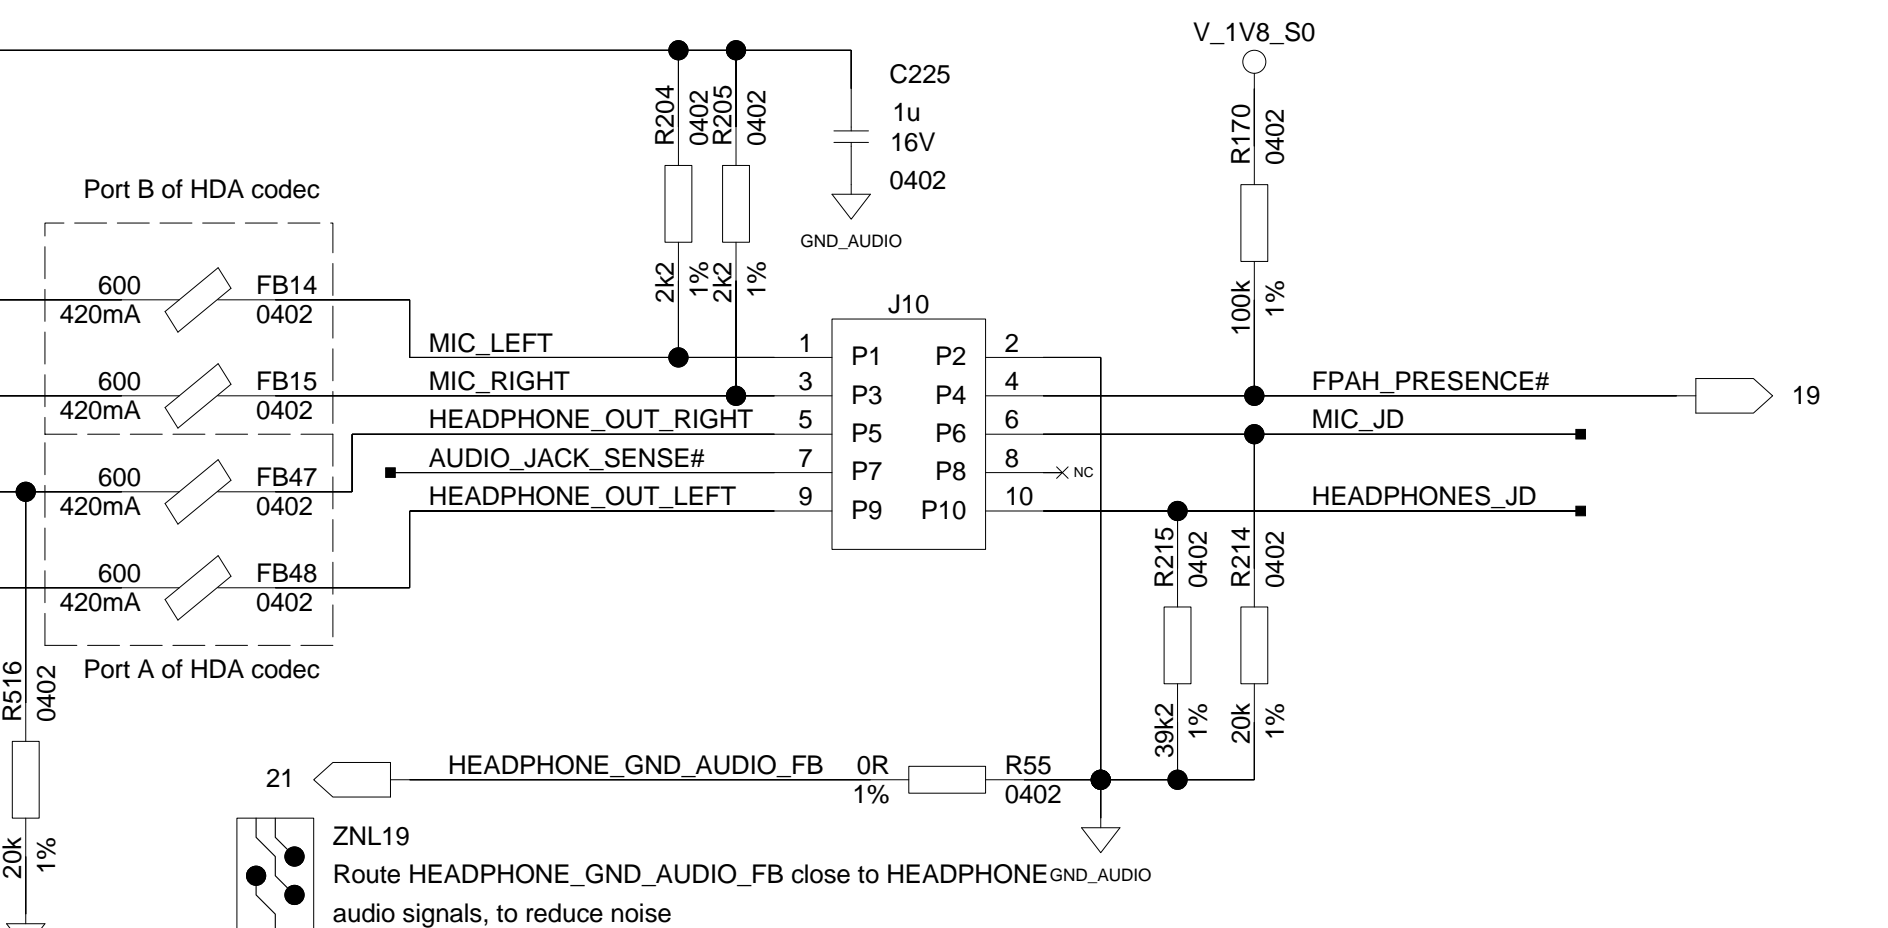 V_1V8_S0
R204
0402
R205
0402
C225
1u
16V
0402
GND_AUDIO
R170
0402
Port B of HDA codec
600
FB14
420mA
0402
2k2
1%
2k2
1%
100k
1%
J10
MIC_LEFT
1
P1
P2
2
600
FB15
420mA
0402
MIC_RIGHT
3
P3
P4
4
FPAH_PRESENCE#
19
HEADPHONE_OUT_RIGHT
5
P5
P6
6
MIC_JD
600
FB47
420mA
0402
AUDIO_JACK_SENSE#
7
P7
P8
8
NC
HEADPHONE_OUT_LEFT
9
P9
P10
10
HEADPHONES_JD
600
FB48
420mA
0402
R215
0402
R214
0402
Port A of HDA codec
R516
0402
39k2
1%
20k
1%
21
HEADPHONE_GND_AUDIO_FB
0R
1%
R55
0402
20k
1%
ZNL19
Route HEADPHONE_GND_AUDIO_FB close to HEADPHONE
GND_AUDIO
audio signals, to reduce noise